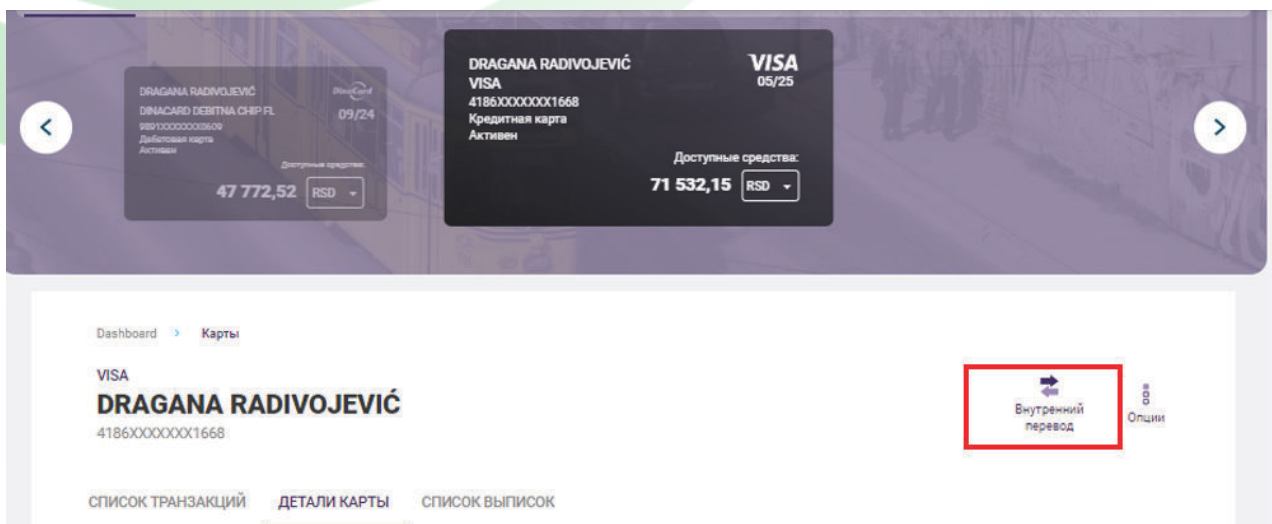 DRAGANA RADIVOJEVIĆ
DinaCard
DINACARD DEBITNA CHIP FL
09/24
Дебетовая карта
Активен
Доступные средства:
47 772,52 RSD
DRAGANA RADIVOJEVIĆ
VISA
VISA
05/25
4186XXXXXXX1668
Кредитная карта
Активен
Доступные средства:
71 532,15 RSD
Dashboard > Карты
VISA
DRAGANA RADIVOJEVIĆ
4186XXXXXXX1668
Внутренний
перевод
Опции
СПИСОК ТРАНЗАКЦИЙ ДЕТАЛИ КАРТЫ СПИСОК ВЫПИСОК